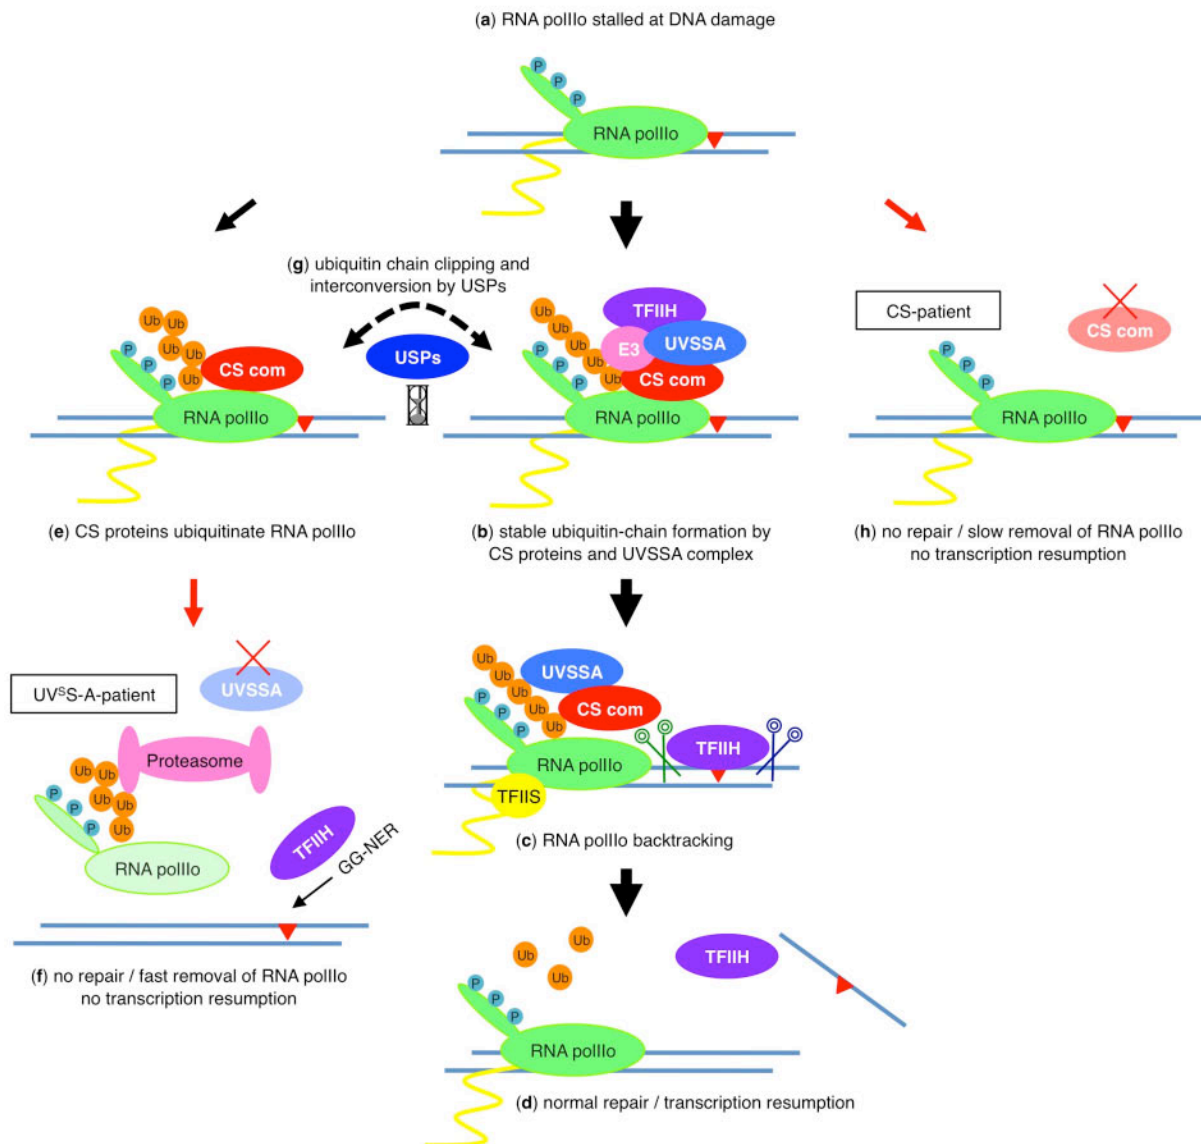 (a) RNA polIIo stalled at DNA damage
P
P
P
RNA polIIo
(g) ubiquitin chain clipping and
interconversion by USPs
Ub
Ub
Ub
Ub
Ub
P
P
P
CS com
RNA polIIo
USPs
TFIIH
E3
UVSSA
CS com
Ub
Ub
Ub
Ub
Ub
P
P
P
RNA polIIo
CS-patient
CS com
P
P
P
RNA polIIo
(e) CS proteins ubiquitinate RNA polIIo
(b) stable ubiquitin-chain formation by
CS proteins and UVSSA complex
(h) no repair / slow removal of RNA polIIo
no transcription resumption
UVSS-A-patient
UVSSA
Proteasome
Ub
Ub
Ub
Ub
Ub
P
P
P
RNA polIIo
TFIIH
GG-NER
(f) no repair / fast removal of RNA polIIo
no transcription resumption
Ub
Ub
Ub
Ub
Ub
P
P
P
UVSSA
CS com
TFIIH
RNA polIIo
TFIIS
(c) RNA polIIo backtracking
Ub
Ub
Ub
TFIIH
P
P
P
RNA polIIo
(d) normal repair / transcription resumption